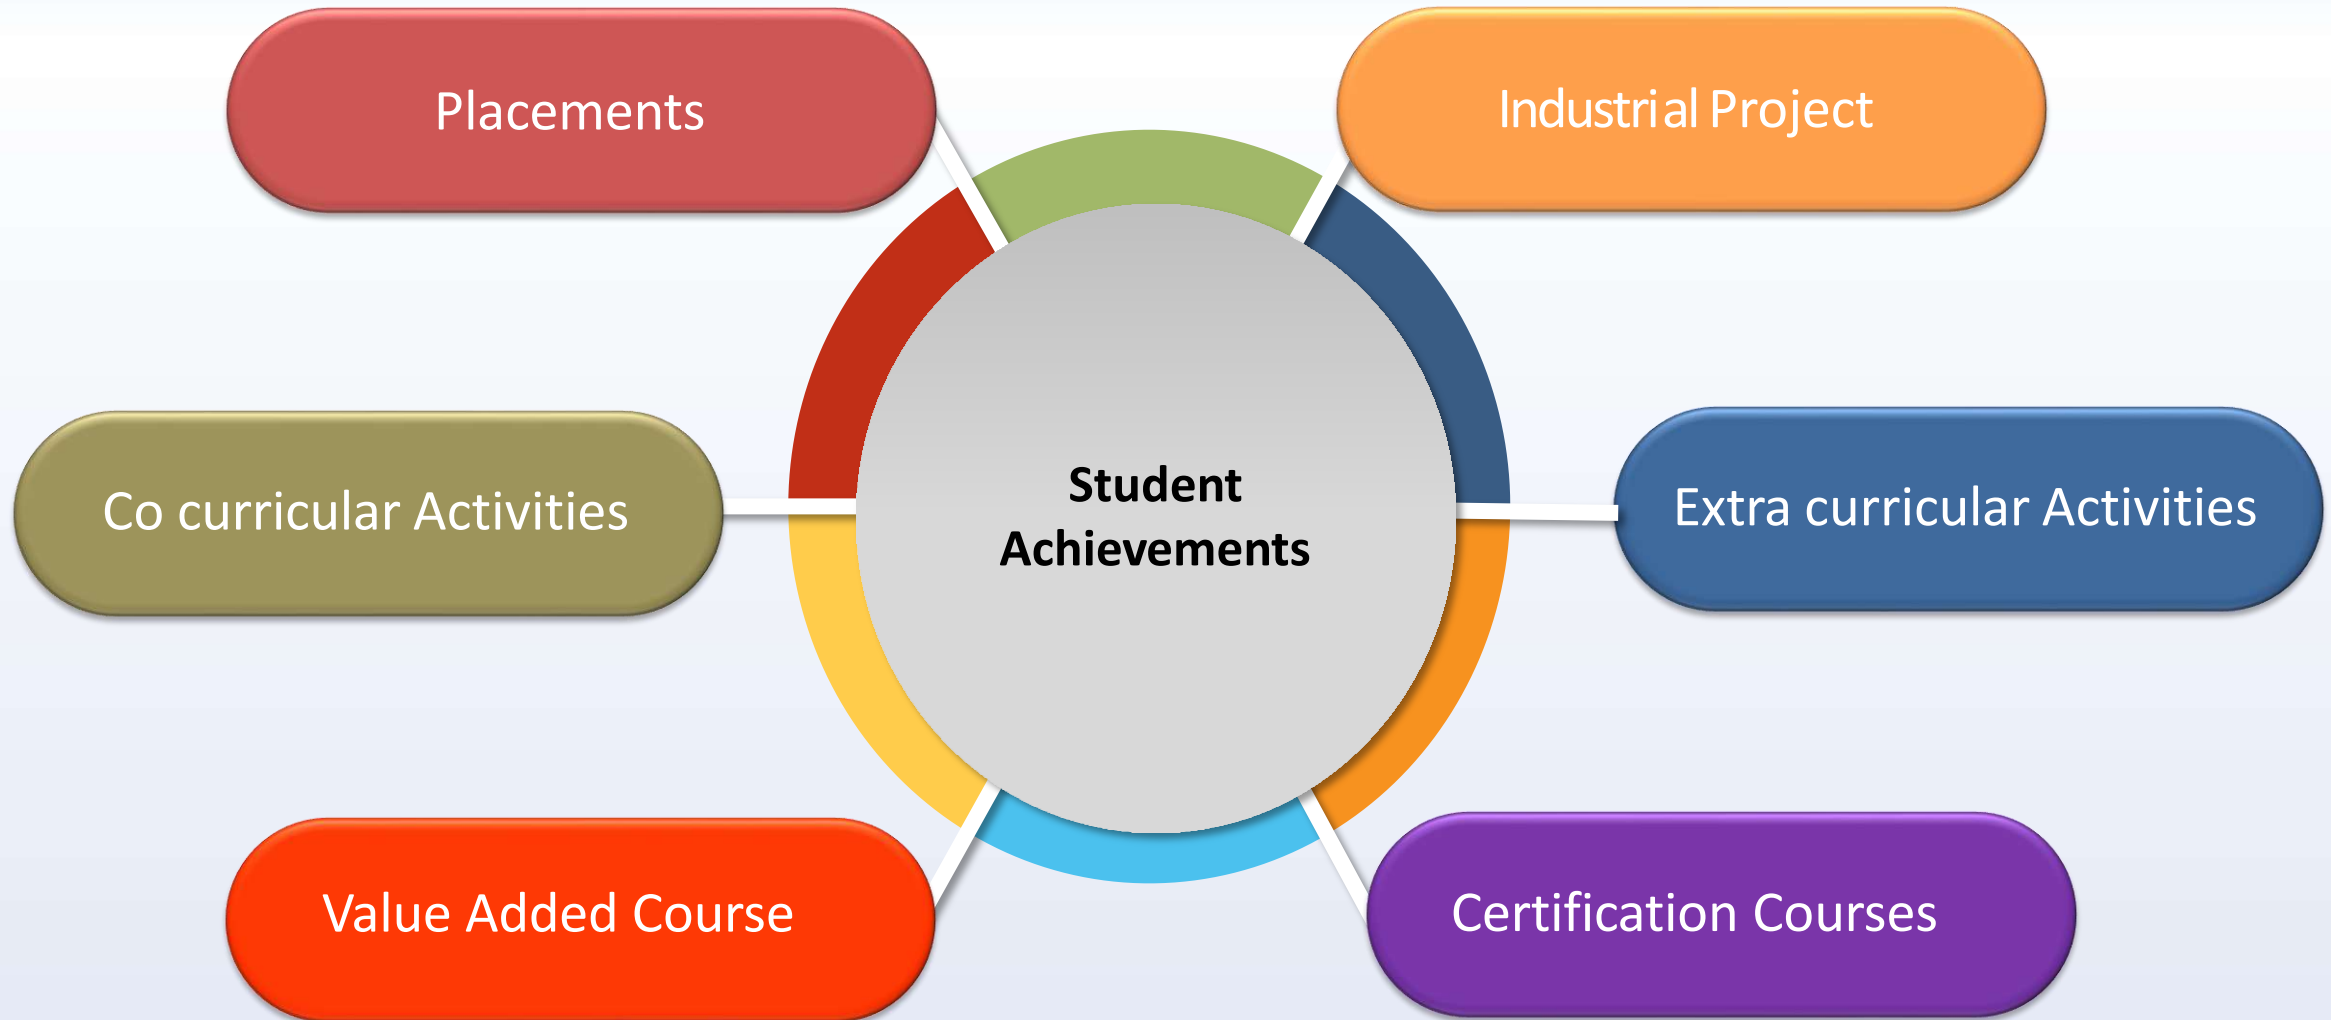 Placements
Industrial Project
Student
Achievements
Co curricular Activities
Extra curricular Activities
Value Added Course
Certification Courses